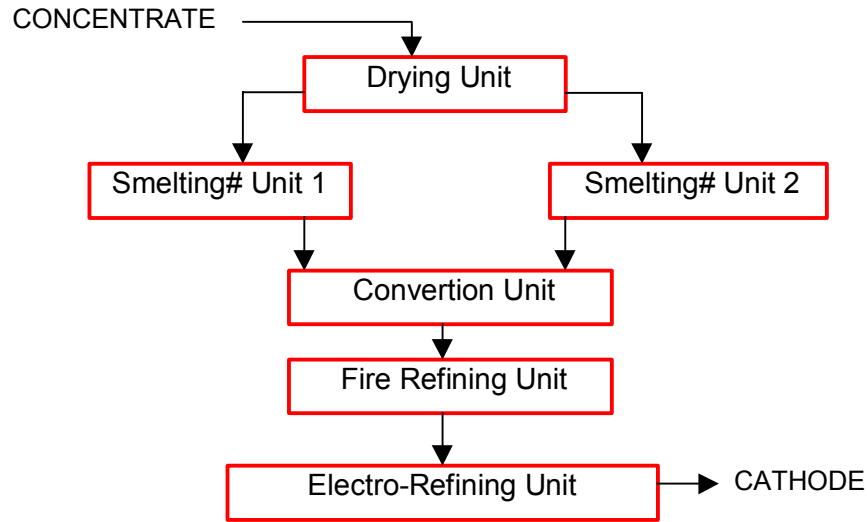 CONCENTRATE
Drying Unit
Smelting# Unit 1
Smelting# Unit 2
Convertion Unit
Fire Refining Unit
Electro-Refining Unit
CATHODE